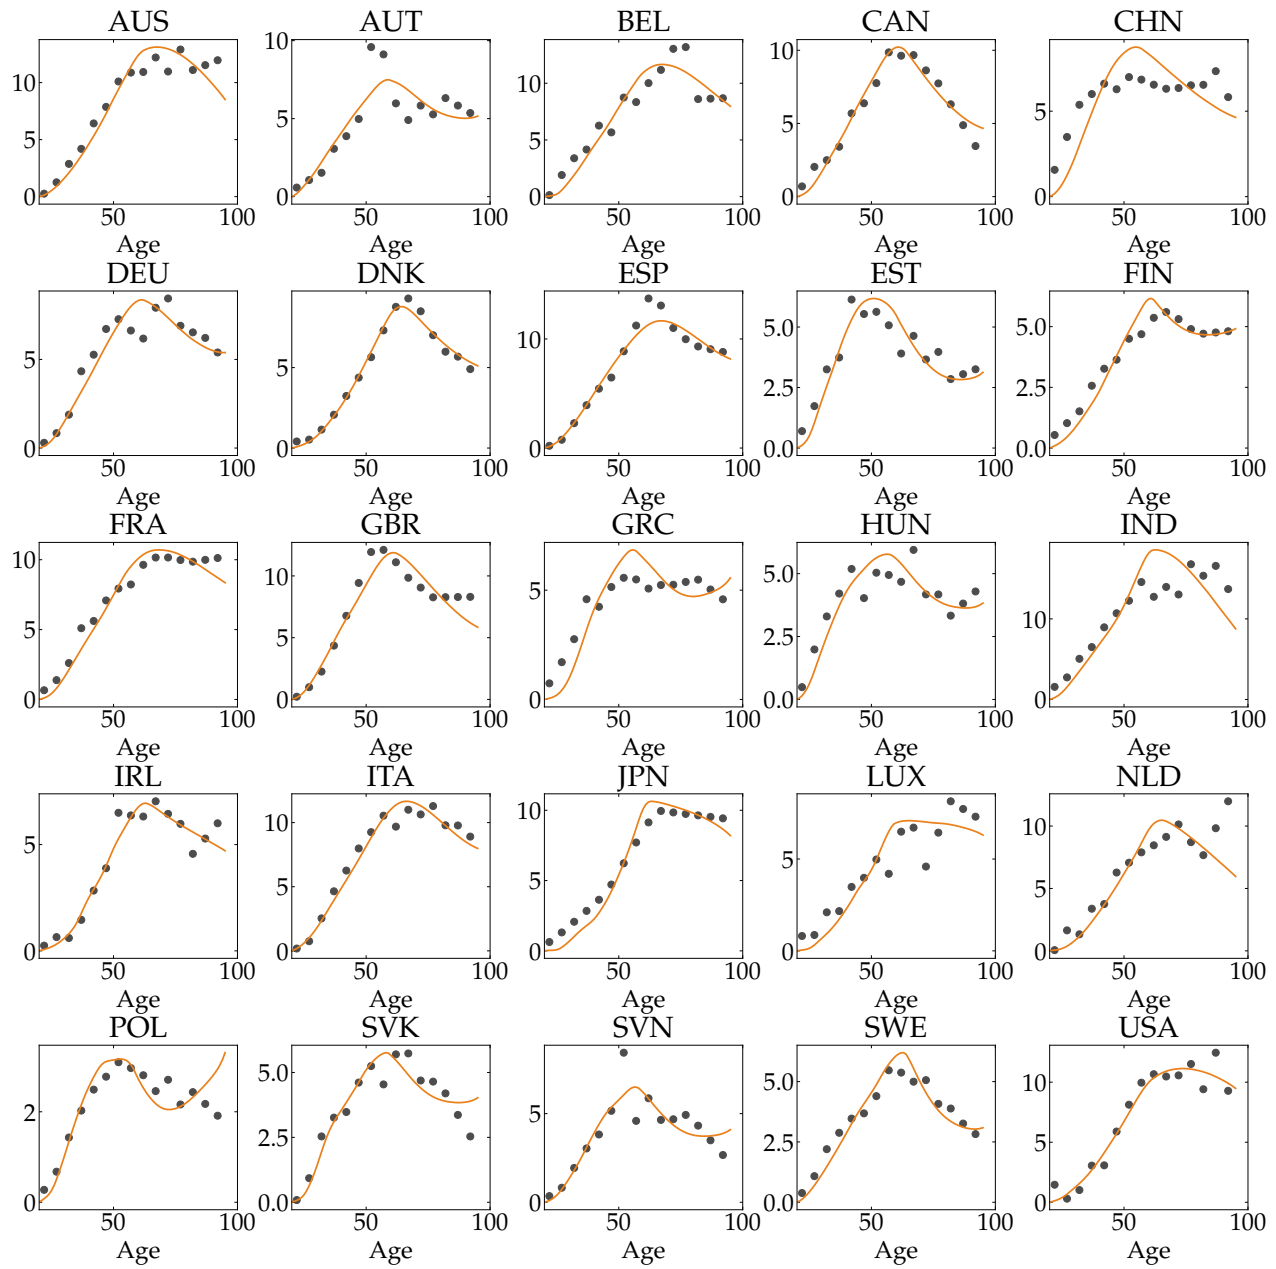 AUS AUT BEL CAN CHN
10 5 0 50 100 Age
10 5 0 50 100 Age
10 5 0 50 100 Age
10 5 0 50 100 Age
5 0 50 100 Age
DEU DNK ESP EST FIN
5 0 50 100 Age
5 0 50 100 Age
10 0 50 100 Age
5.0 2.5 0.0 50 100 Age
5.0 2.5 0.0 50 100 Age
FRA GBR GRC HUN IND
10 5 0 50 100 Age
10 5 0 50 100 Age
5 0 50 100 Age
5.0 2.5 0.0 50 100 Age
10 0 50 100 Age
IRL ITA JPN LUX NLD
5 0 50 100 Age
10 5 0 50 100 Age
10 5 0 50 100 Age
5 0 50 100 Age
10 5 0 50 100 Age
POL SVK SVN SWE USA
2 0 50 100 Age
5.0 2.5 0.0 50 100 Age
5 0 50 100 Age
5.0 2.5 0.0 50 100 Age
10 5 0 50 100 Age